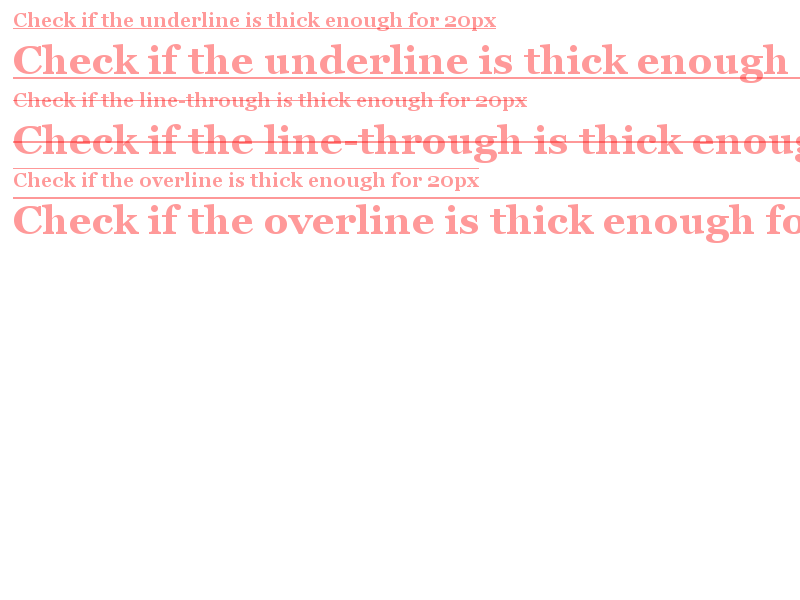 Check if the underline is thick enough for 20px
Check if the underline is thick enough
Check if the line-through is thick enough for 20px
Check if the line-through is thick enoug
Check if the overline is thick enough for 20px
Check if the overline is thick enough fo